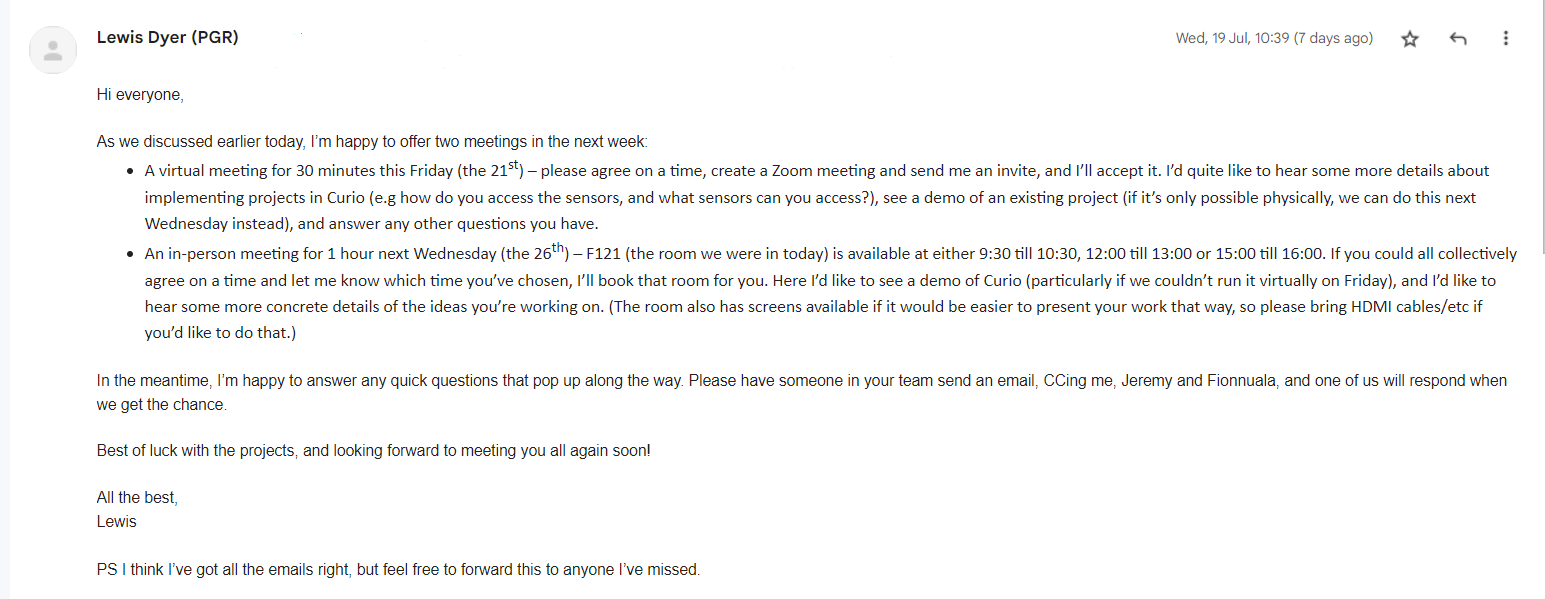 Lewis Dyer (PGR)
Wed, 19 Jul, 10:39 (7 days ago)
Hi everyone,
As we discussed earlier today, I'm happy to offer two meetings in the next week:
• A virtual meeting for 30 minutes this Friday (the 21st) – please agree on a time, create a Zoom meeting and send me an invite, and I'll accept it. I'd quite like to hear some more details about
implementing projects in Curio (e.g how do you access the sensors, and what sensors can you access?), see a demo of an existing project (if it's only possible physically, we can do this next
Wednesday instead), and answer any other questions you have.
• An in-person meeting for 1 hour next Wednesday (the 26th) – F121 (the room we were in today) is available at either 9:30 till 10:30, 12:00 till 13:00 or 15:00 till 16:00. If you could all collectively
agree on a time and let me know which time you've chosen, I'll book that room for you. Here I'd like to see a demo of Curio (particularly if we couldn't run it virtually on Friday), and I'd like to
hear some more concrete details of the ideas you're working on. (The room also has screens available if it would be easier to present your work that way, so please bring HDMI cables/etc if
you'd like to do that.)
In the meantime, I'm happy to answer any quick questions that pop up along the way. Please have someone in your team send an email, CCing me, Jeremy and Fionnuala, and one of us will respond when
we get the chance.
Best of luck with the projects, and looking forward to meeting you all again soon!
All the best,
Lewis
PS I think I've got all the emails right, but feel free to forward this to anyone I've missed.